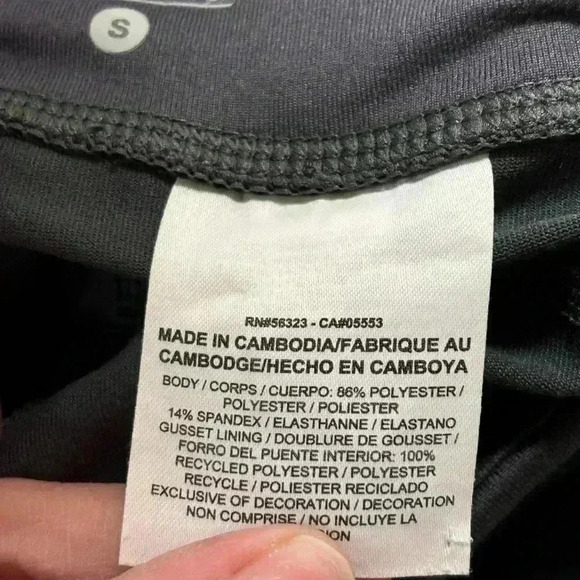 S
RN#56323 - CA#05553
MADE IN CAMBODIA/FABRIQUE AU
CAMBODGE/HECHO EN CAMBOYA
BODY / CORPS / CUERPO: 86% POLYESTER /
POLYESTER / POLIESTER
14% SPANDEX / ELASTHANNE / ELASTANO
GUSSET LINING / DOUBLURE DE GOUSSET /
FORRO DEL PUENTE INTERIOR: 100%
RECYCLED POLYESTER / POLYESTER
RECYCLE / POLIESTER RECICLADO
EXCLUSIVE OF DECORATION / DECORATION
NON COMPRISE / NO INCLUYE LA